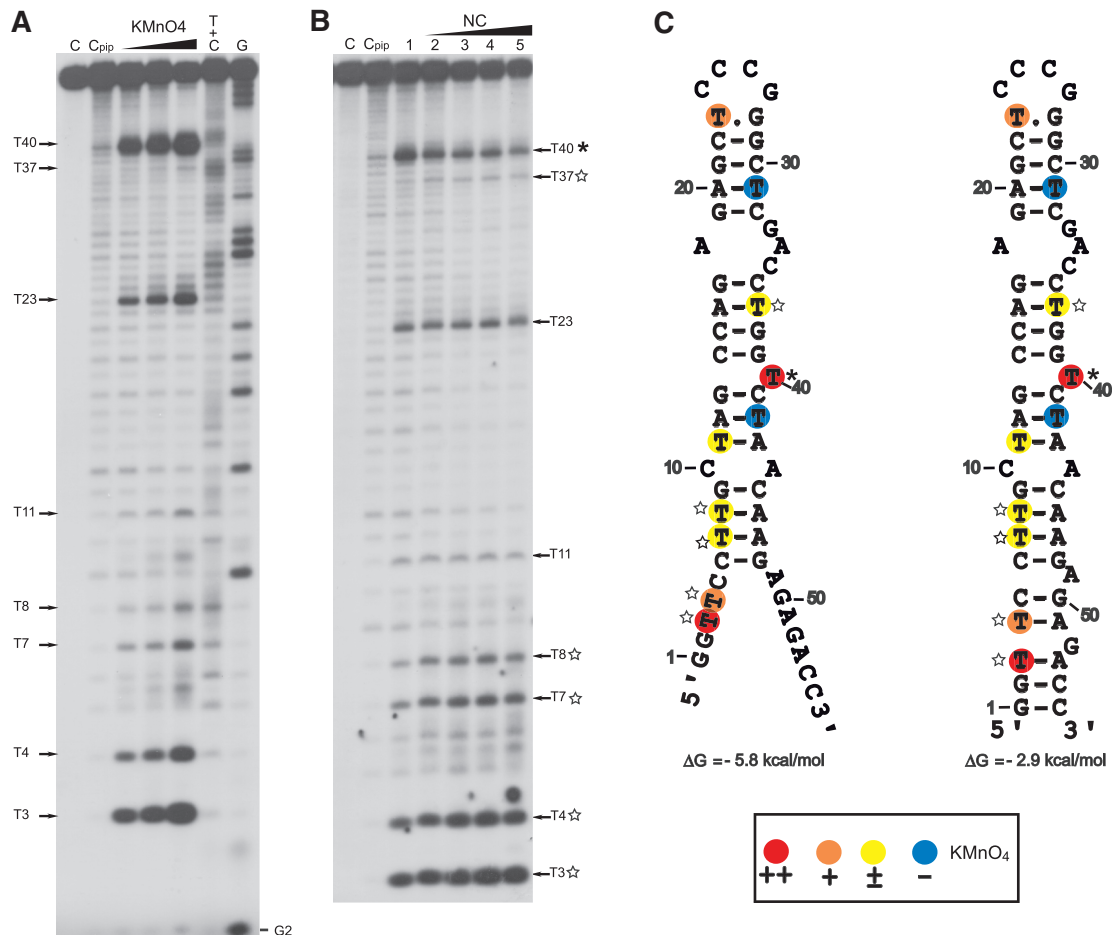 A
KMnO4
C Cpip T+C G
T40
T37
T23
T11
T8
T7
T4
T3
G2
B
NC
C Cpip 1 2 3 4 5
T40 *
T37 ☆
T23
T11
T8 ☆
T7 ☆
T4 ☆
T3 ☆
C
C C
C G
T . G
C – G
G – C – 30
20 – A – T
G – C
G
A A
C
G – C
A – T ☆
C – G
C – G
T *
40
G – C
A – T
T – A
10 – C A
G – C
☆ T – A
☆ T – A
C – G
☆ T A
☆ T G
G A – 50
1 – G G
A
C
C
5' 3'
ΔG = - 5.8 kcal/mol
C C
C G
T . G
C – G
G – C – 30
20 – A – T
G – C
G
A A
C
G – C
A – T ☆
C – G
C – G
T *
40
G – C
A – T
T – A
10 – C A
G – C
☆ T – A
☆ T – A
C – G
A
C – G
50
☆ T – A
G
☆ T – A
G – C
1 – G – C
5' 3'
ΔG = - 2.9 kcal/mol
KMnO4
++ + ± –